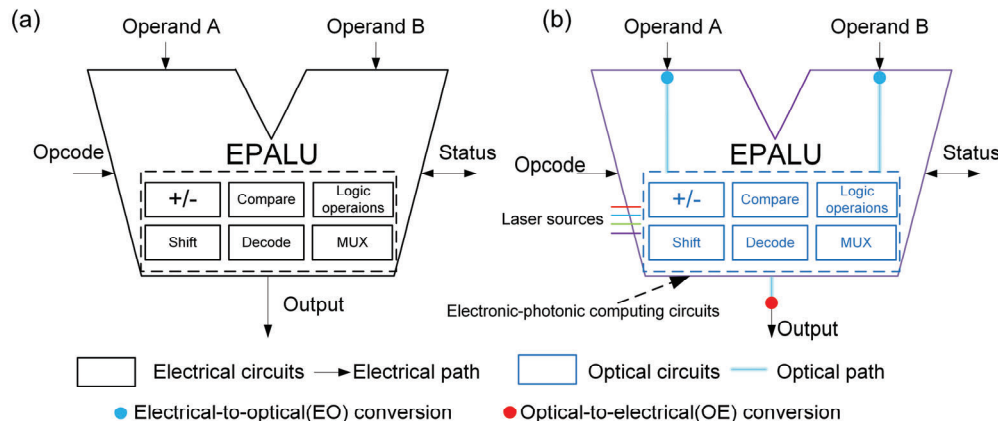 (a)
Operand A
Operand B
Opcode
Status
EPALU
+/-
Compare
Logic
operaions
Shift
Decode
MUX
Output
(b)
Operand A
Operand B
Opcode
Status
EPALU
Laser sources
+/-
Compare
Logic
operaions
Shift
Decode
MUX
Electronic-photonic computing circuits
Output
Electrical circuits
Electrical path
Optical circuits
Optical path
Electrical-to-optical(EO) conversion
Optical-to-electrical(OE) conversion